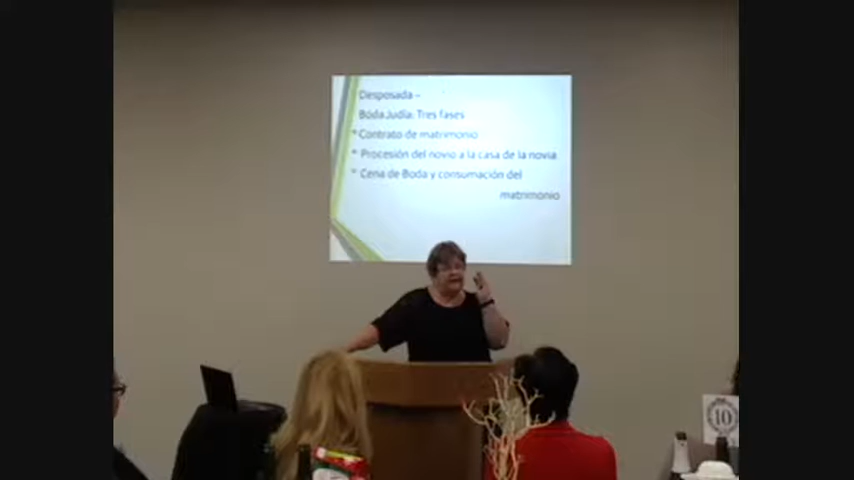 Desposada –
Boda Judía: Tres fases
* Contrato de matrimonio
* Procesión del novio a la casa de la novia
* Cena de Boda y consumación del
matrimonio
10